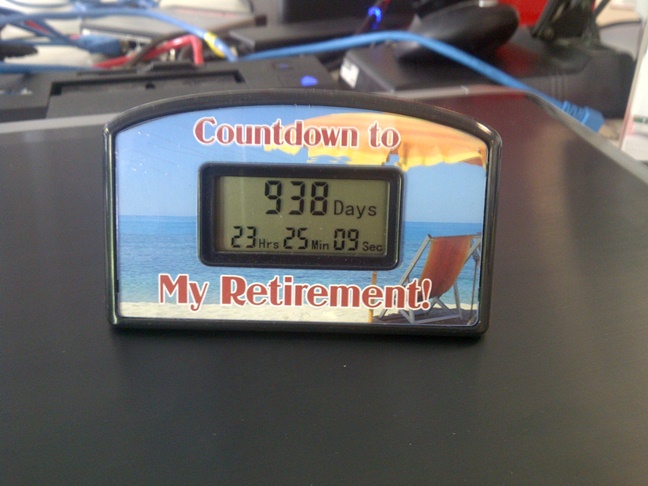 Countdown to
938 Days
23 Hrs 25 Min 09 Sec
My Retirement!